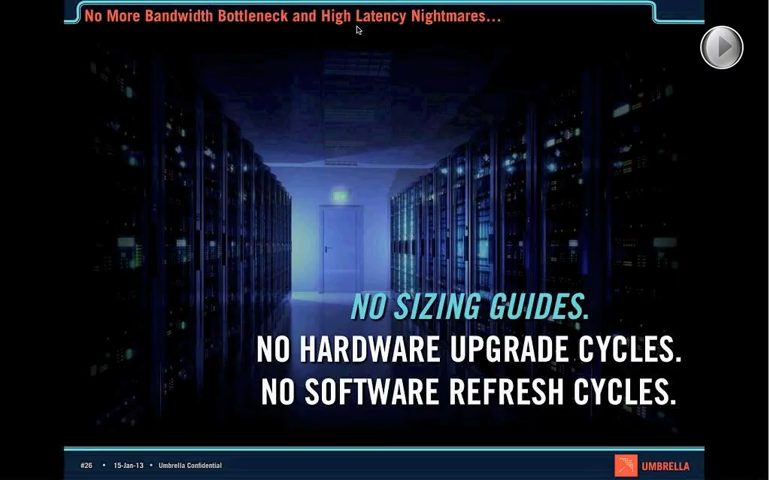 No More Bandwidth Bottleneck and High Latency Nightmares...
NO SIZING GUIDES.
NO HARDWARE UPGRADE CYCLES.
NO SOFTWARE REFRESH CYCLES.
#26 • 15-Jan-13 • Umbrella Confidential
UMBRELLA